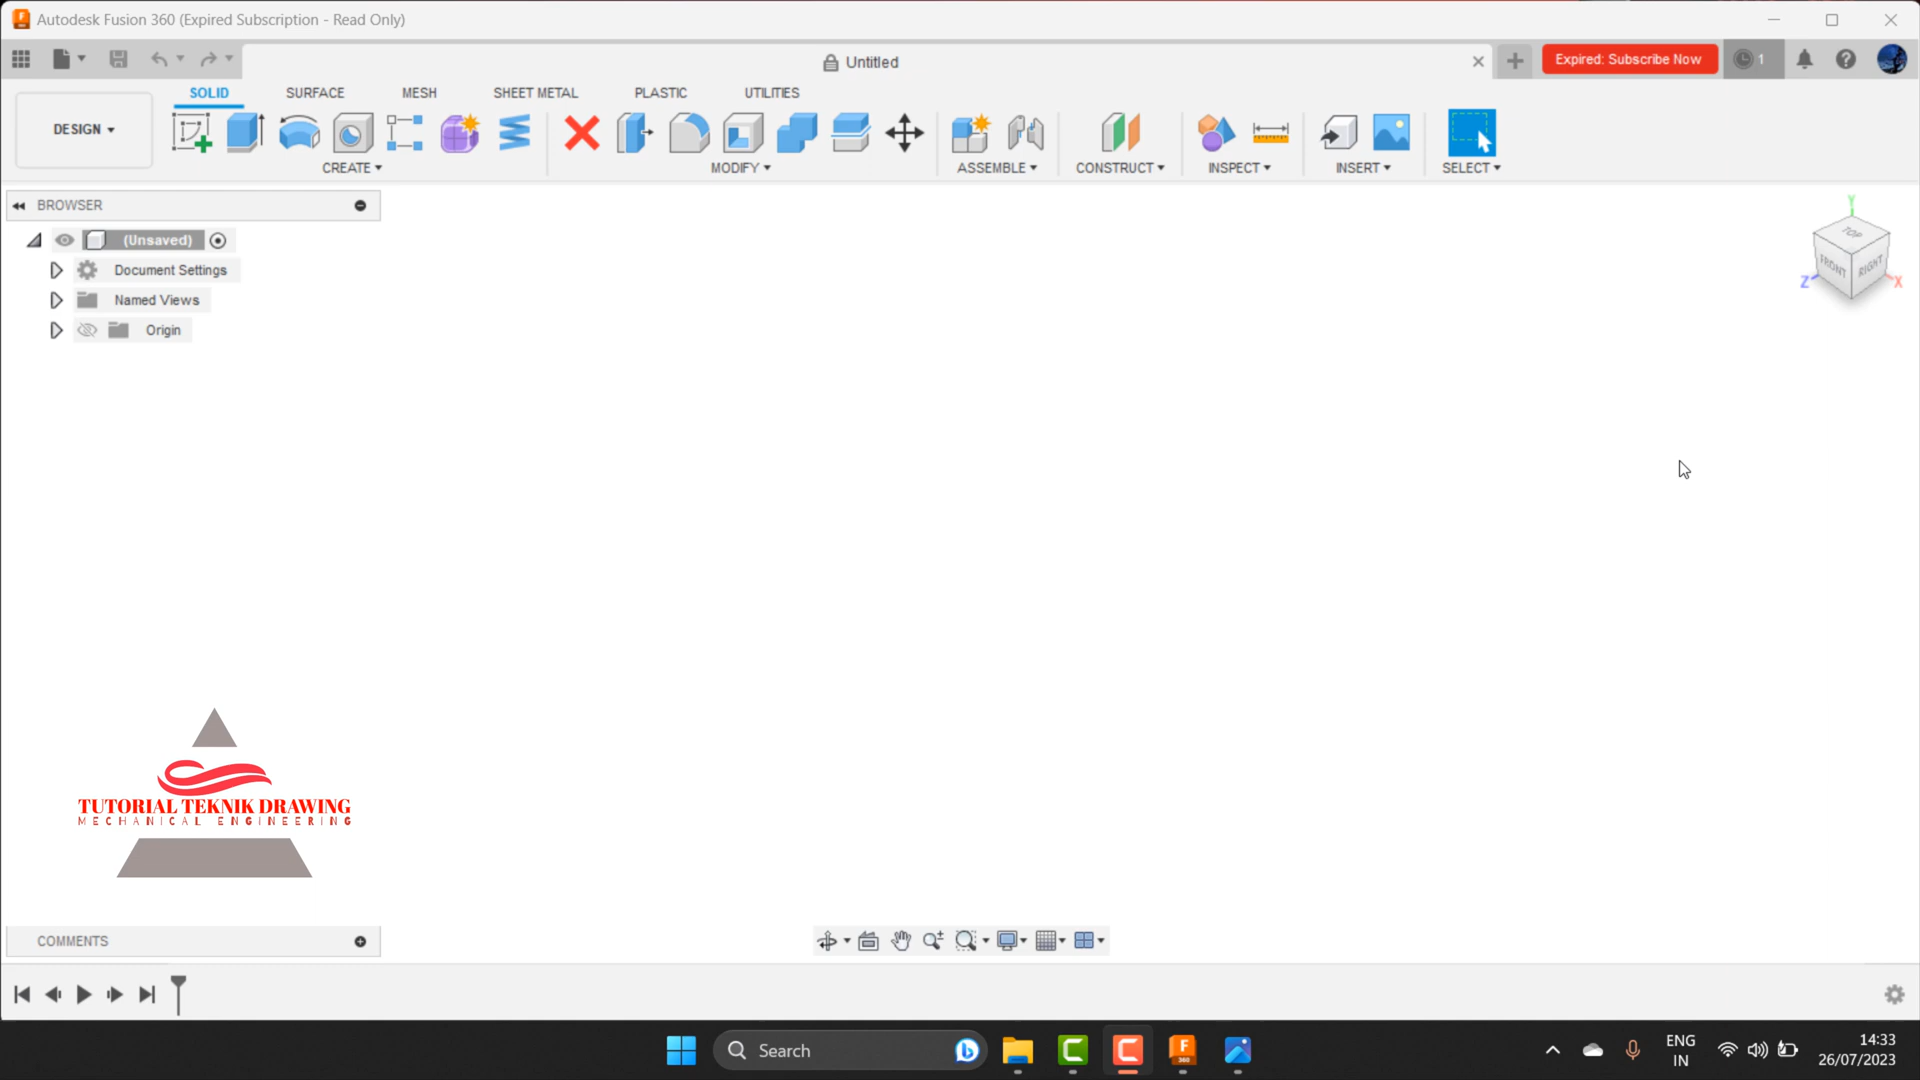 Autodesk Fusion 360 (Expired Subscription - Read Only)
Untitled
Expired: Subscribe Now
1
SOLID SURFACE MESH SHEET METAL PLASTIC UTILITIES
DESIGN
CREATE MODIFY ASSEMBLE CONSTRUCT INSPECT INSERT SELECT
BROWSER
(Unsaved)
Document Settings
Named Views
Origin
Y
TOP
FRONT RIGHT
Z X
TUTORIAL TEKNIK DRAWING
MECHANICAL ENGINEERING
COMMENTS
Search
F
360
ENG
IN
14:33
26/07/2023